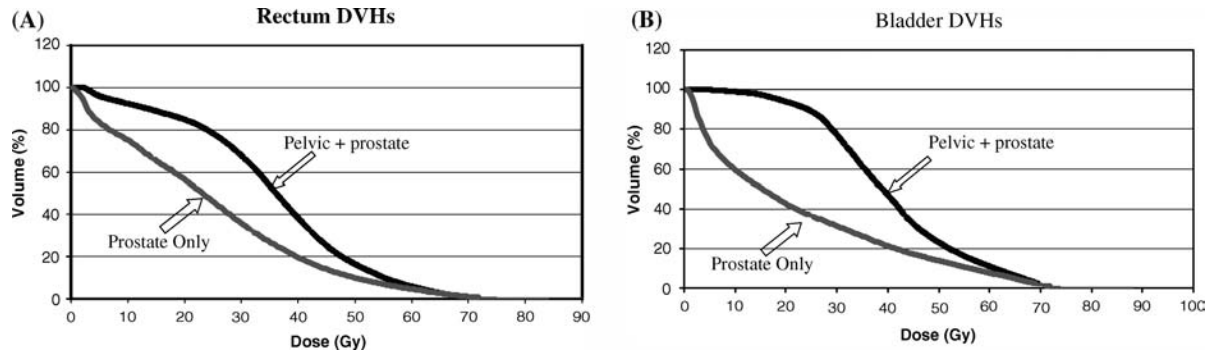 (A)
Rectum DVHs
120
100
80
60
40
20
0
Volume (%)
Pelvic + prostate
Prostate Only
0 10 20 30 40 50 60 70 80 90
Dose (Gy)
(B)
Bladder DVHs
120
100
80
60
40
20
0
Volume (%)
Pelvic + prostate
Prostate Only
0 10 20 30 40 50 60 70 80 90 100
Dose (Gy)